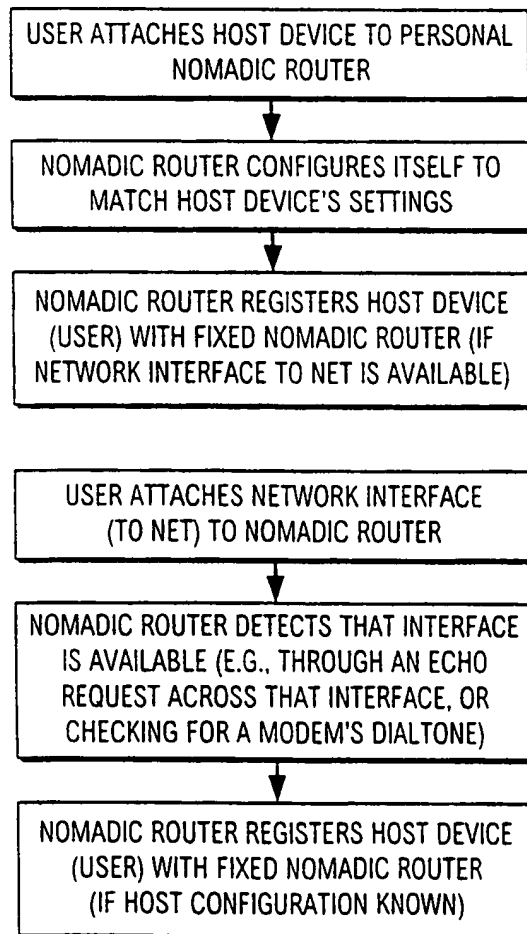 USER ATTACHES HOST DEVICE TO PERSONAL
NOMADIC ROUTER
NOMADIC ROUTER CONFIGURES ITSELF TO
MATCH HOST DEVICE'S SETTINGS
NOMADIC ROUTER REGISTERS HOST DEVICE
(USER) WITH FIXED NOMADIC ROUTER (IF
NETWORK INTERFACE TO NET IS AVAILABLE)
USER ATTACHES NETWORK INTERFACE
(TO NET) TO NOMADIC ROUTER
NOMADIC ROUTER DETECTS THAT INTERFACE
IS AVAILABLE (E.G., THROUGH AN ECHO
REQUEST ACROSS THAT INTERFACE, OR
CHECKING FOR A MODEM'S DIALTONE)
NOMADIC ROUTER REGISTERS HOST DEVICE
(USER) WITH FIXED NOMADIC ROUTER
(IF HOST CONFIGURATION KNOWN)